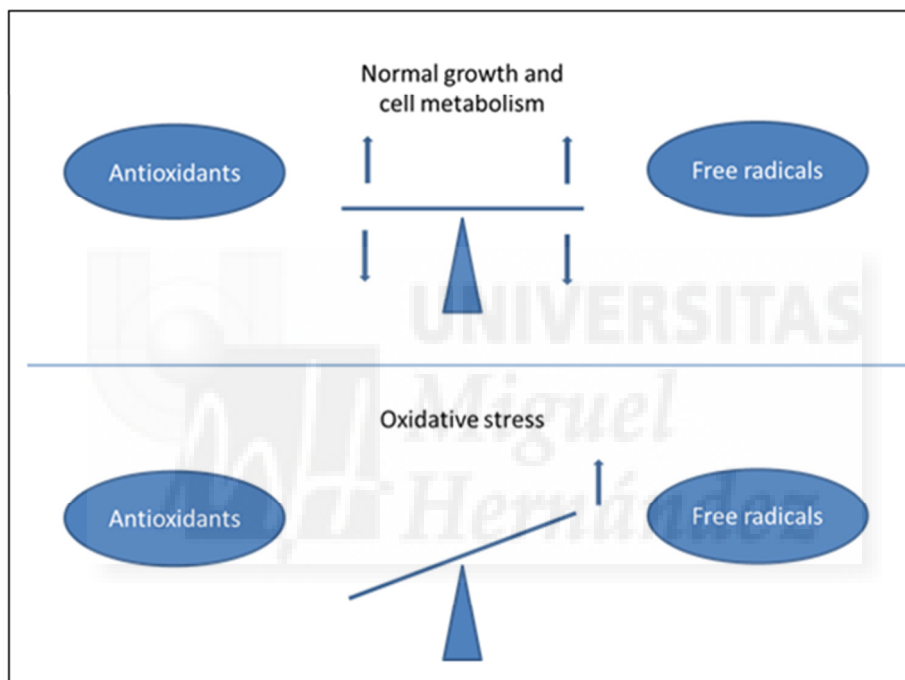 Normal growth and
cell metabolism
Antioxidants
Free radicals
UNIVERSITAS
Miguel
Hernández
Oxidative stress
Antioxidants
Free radicals